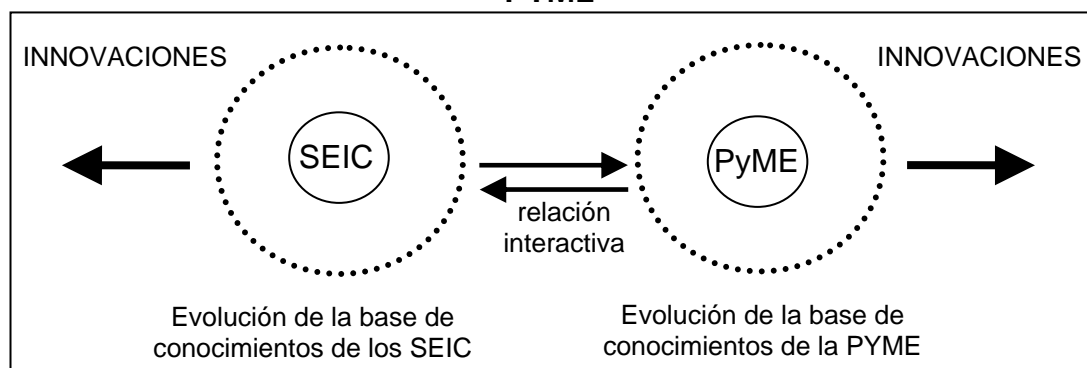 PYME
INNOVACIONES
INNOVACIONES
SEIC
PyME
relación
interactiva
Evolución de la base de
conocimientos de los SEIC
Evolución de la base de
conocimientos de la PYME